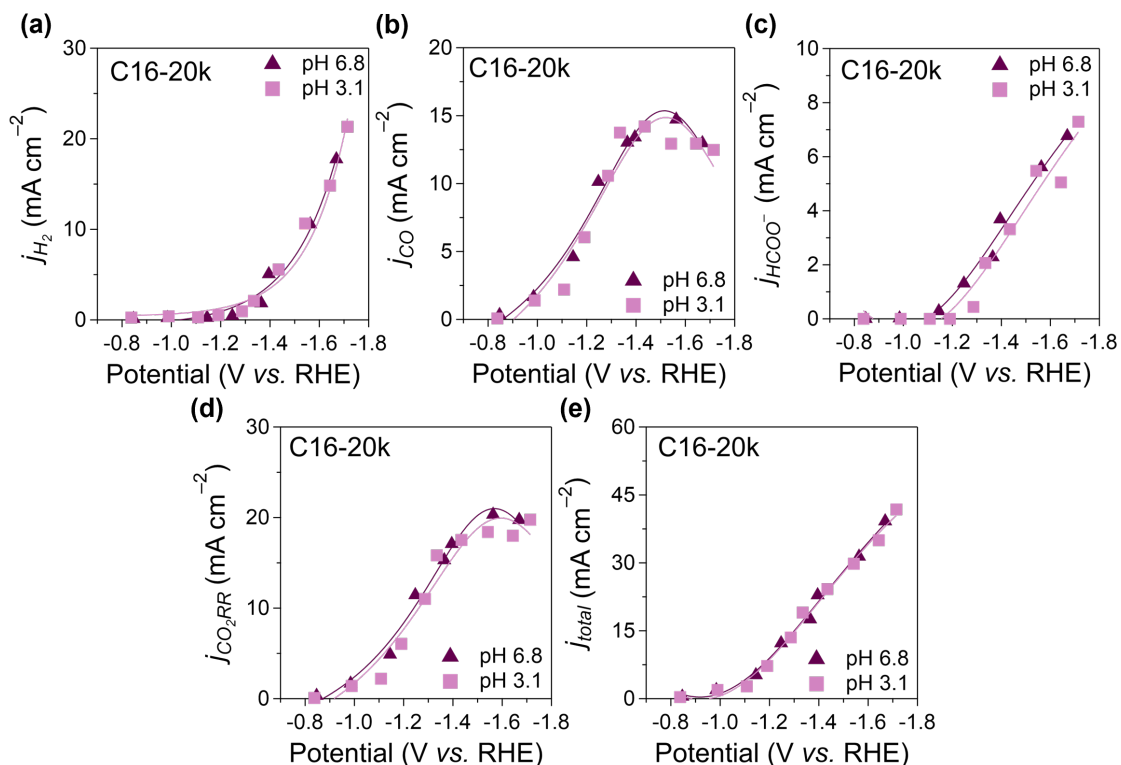 (a)
C16-20k
pH 6.8
pH 3.1
j_H₂ (mA cm⁻²)
30
20
10
0
-0.8 -1.0 -1.2 -1.4 -1.6 -1.8
Potential (V vs. RHE)
(b)
C16-20k
pH 6.8
pH 3.1
j_CO (mA cm⁻²)
20
15
10
5
0
-0.8 -1.0 -1.2 -1.4 -1.6 -1.8
Potential (V vs. RHE)
(c)
C16-20k
pH 6.8
pH 3.1
j_HCOO⁻ (mA cm⁻²)
10
8
6
4
2
0
-0.8 -1.0 -1.2 -1.4 -1.6 -1.8
Potential (V vs. RHE)
(d)
C16-20k
pH 6.8
pH 3.1
j_CO₂RR (mA cm⁻²)
30
20
10
0
-0.8 -1.0 -1.2 -1.4 -1.6 -1.8
Potential (V vs. RHE)
(e)
C16-20k
pH 6.8
pH 3.1
j_total (mA cm⁻²)
60
45
30
15
0
-0.8 -1.0 -1.2 -1.4 -1.6 -1.8
Potential (V vs. RHE)